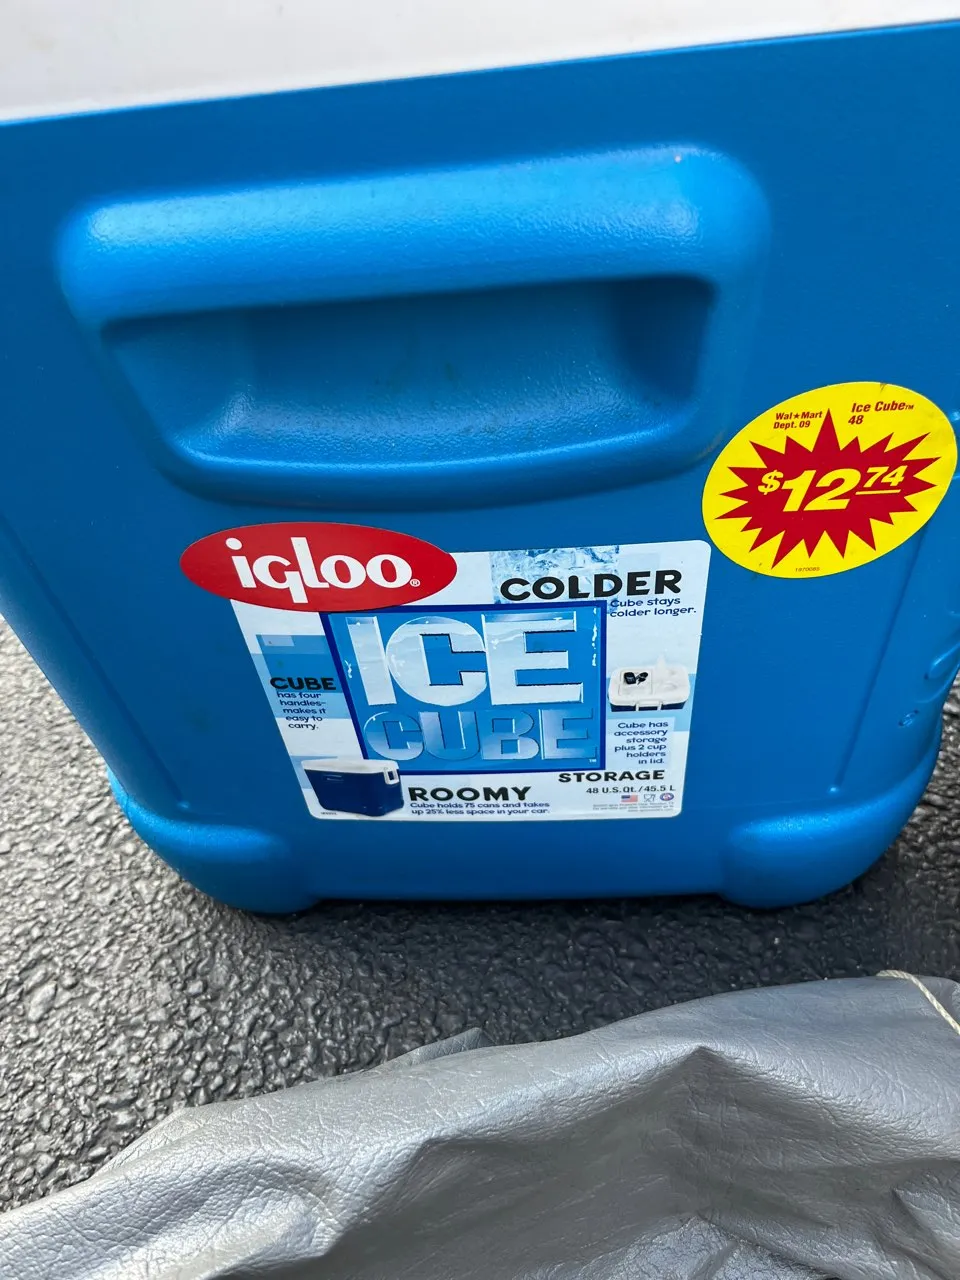 Wal★Mart
Dept. 09
Ice Cube™
48
$12.74
1970985
igloo®
COLDER
Cube stays
colder longer.
ICE
CUBE™
CUBE
has four
handles-
makes it
easy to
carry.
Cube has
accessory
storage
plus 2 cup
holders
in lid.
STORAGE
48 U.S. Qt./45.5 L
ROOMY
Cube holds 75 cans and takes
up 25% less space in your car.